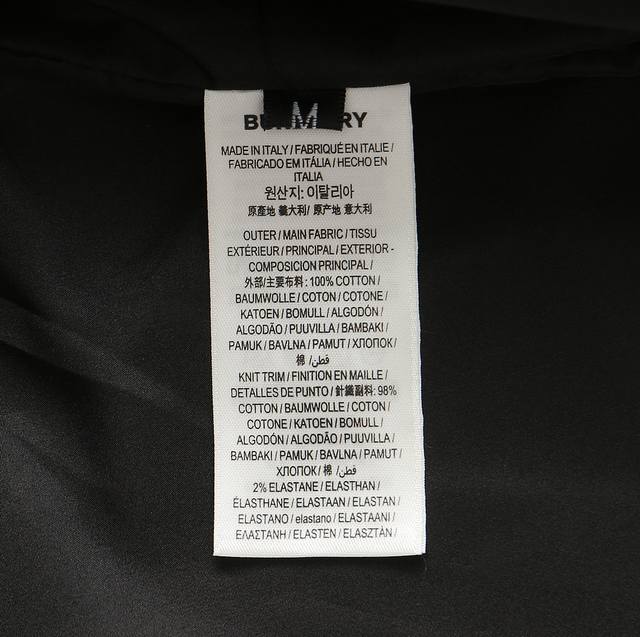 M
MADE IN ITALY / FABRIQUÉ EN ITALIE /
FABRICADO EM ITÁLIA / HECHO EN
ITALIA
원산지: 이탈리아
原產地 義大利/ 原产地 意大利
OUTER / MAIN FABRIC / TISSU
EXTÉRIEUR / PRINCIPAL / EXTERIOR -
COMPOSICION PRINCIPAL /
外部/主要布料 : 100% COTTON /
BAUMWOLLE / COTON / COTONE /
KATOEN / BOMULL / ALGODÓN /
ALGODÃO / PUUVILLA / BAMBAKI /
PAMUK / BAVLNA / PAMUT / ХЛОПОК /
棉 / قطن/
KNIT TRIM / FINITION EN MAILLE /
DETALLES DE PUNTO / 針織副料: 98%
COTTON / BAUMWOLLE / COTON /
COTONE / KATOEN / BOMULL /
ALGODÓN / ALGODÃO / PUUVILLA /
BAMBAKI / PAMUK / BAVLNA / PAMUT /
ХЛОПОК / 棉 / قطن/
2% ELASTANE / ELASTHAN /
ÉLASTHANE / ELASTAAN / ELASTAN /
ELASTANO / elastano / ELASTAANI /
ΕΛΑΣΤΑΝΗ / ELASTEN / ELASZTÁN /